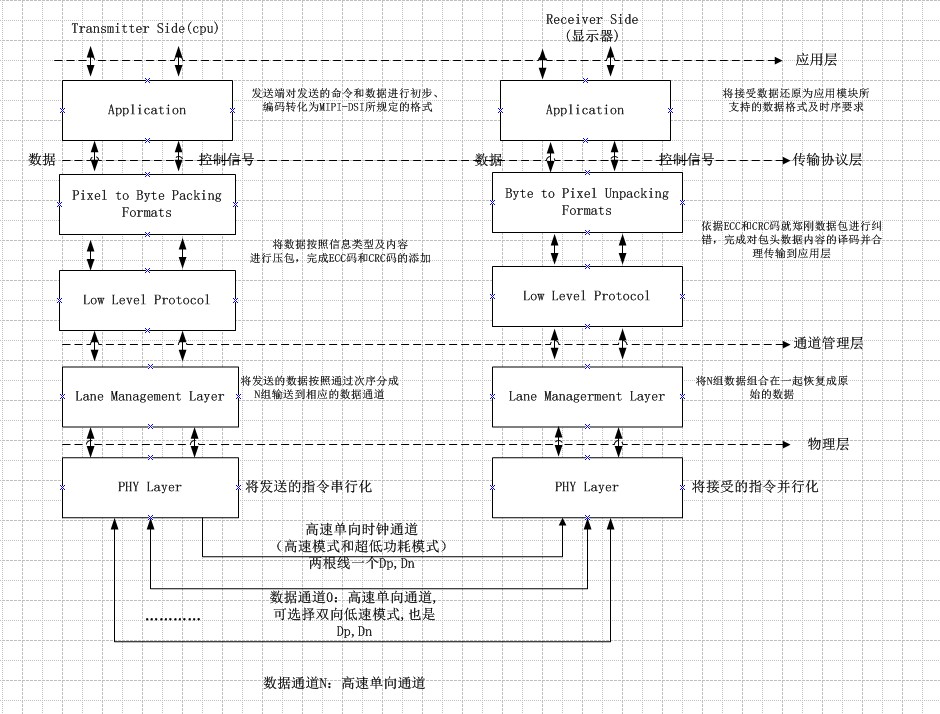 Transmitter Side(cpu)
Receiver Side
(显示器)
应用层
Application
发送端对发送的命令和数据进行初步、
编码转化为MIPI-DSI所规定的格式
Application
将接受数据还原为应用模块所
支持的数据格式及时序要求
数据
控制信号
数据
控制信号
传输协议层
Pixel to Byte Packing
Formats
Byte to Pixel Unpacking
Formats
将数据按照信息类型及内容
进行压包，完成ECC码和CRC码的添加
依据ECC和CRC码就郑刚数据包进行纠
错，完成对包头数据内容的译码并合
理传输到应用层
Low Level Protocol
Low Level Protocol
通道管理层
Lane Management Layer
将发送的数据按照通过次序分成
N组输送到相应的数据通道
Lane Managerment Layer
将N组数据组合在一起恢复成原
始的数据
物理层
PHY Layer
将发送的指令串行化
PHY Layer
将接受的指令并行化
高速单向时钟通道
（高速模式和超低功耗模式）
两根线一个Dp,Dn
数据通道0：高速单向通道,
可选择双向低速模式,也是
Dp,Dn
…………
数据通道N：高速单向通道